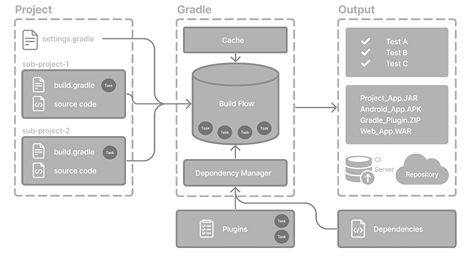 Project
settings.gradle
sub-project-1
build.gradle
Task
source code
sub-project-2
build.gradle
Task
source code
Gradle
Cache
Build Flow
Task
Task
Task
Task
Dependency Manager
Plugins
Task
Task
Output
Test A
Test B
Test C
Project_App.JAR
Android_App.APK
Gradle_Plugin.ZIP
Web_App.WAR
CI
Server
Repository
Dependencies